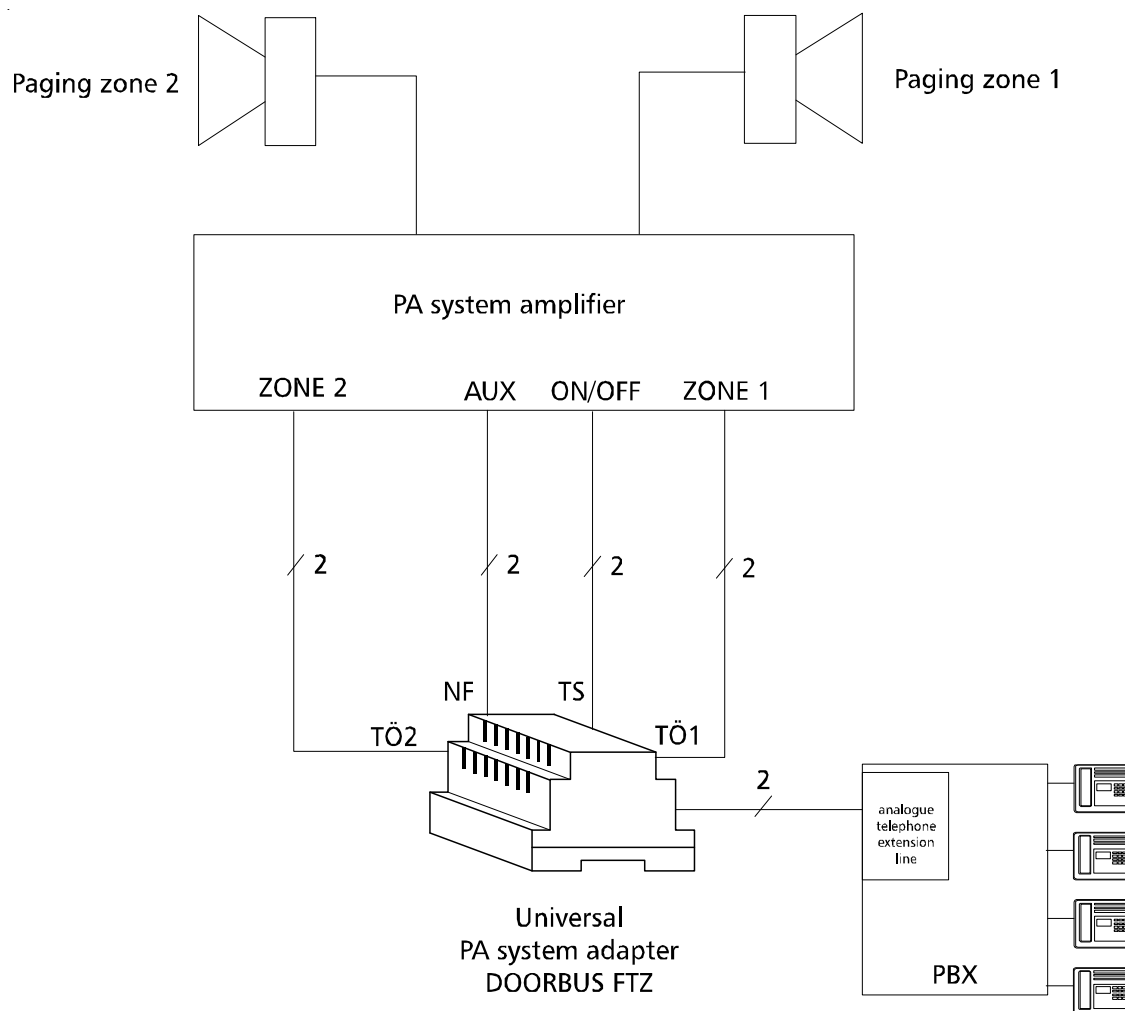 Paging zone 2
Paging zone 1
PA system amplifier
ZONE 2
AUX
ON/OFF
ZONE 1
2
2
2
2
NF
TS
TÖ2
TÖ1
2
analogue
telephone
extension
line
Universal
PA system adapter
DOORBUS FTZ
PBX